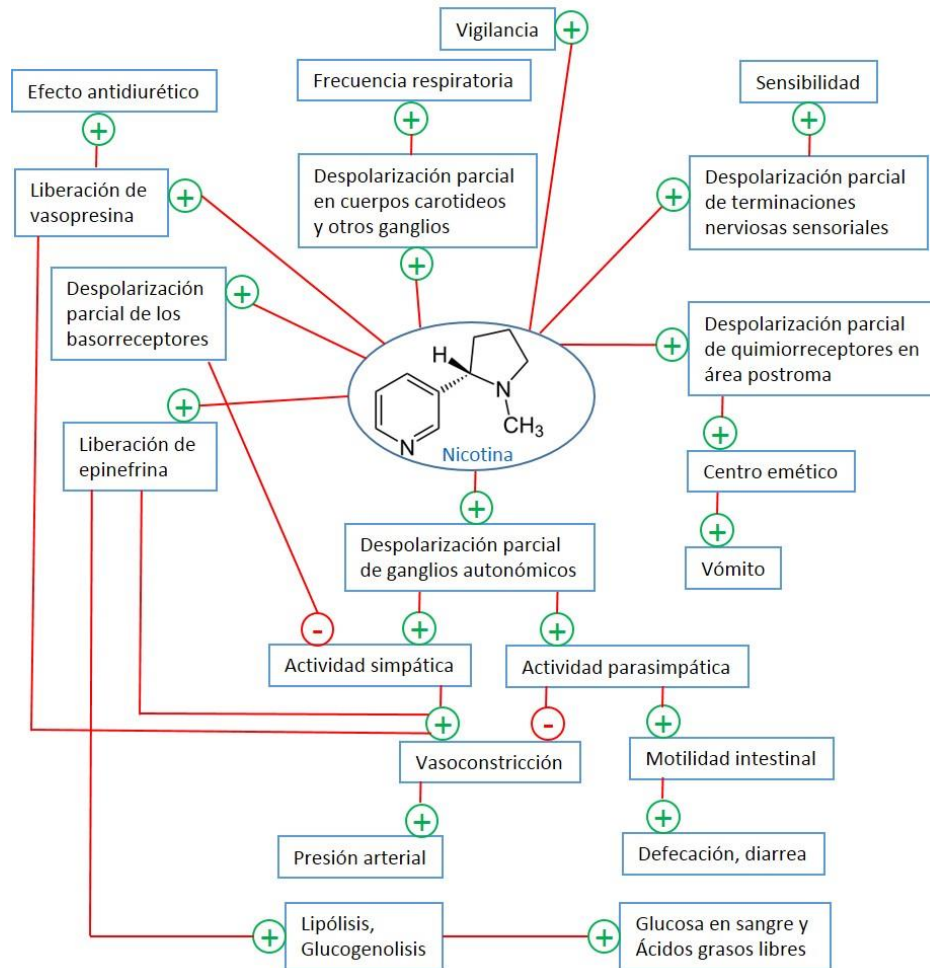 Vigilancia
+
Frecuencia respiratoria
Efecto antidiurético
Sensibilidad
+
+
+
Liberación de
vasopresina
+
Despolarización parcial
en cuerpos carotideos
y otros ganglios
+
Despolarización parcial
de terminaciones
nerviosas sensoriales
+
Despolarización
parcial de los
basorreceptores
+
+
Despolarización parcial
de quimiorreceptores en
área postroma
H
N
CH3
N
Nicotina
+
Liberación de
epinefrina
+
Centro emético
+
Vómito
+
Despolarización parcial
de ganglios autonómicos
-
+
+
Actividad simpática
Actividad parasimpática
+
-
+
Vasoconstricción
Motilidad intestinal
+
+
Presión arterial
Defecación, diarrea
+
Lipólisis,
Glucogenolisis
+
Glucosa en sangre y
Ácidos grasos libres